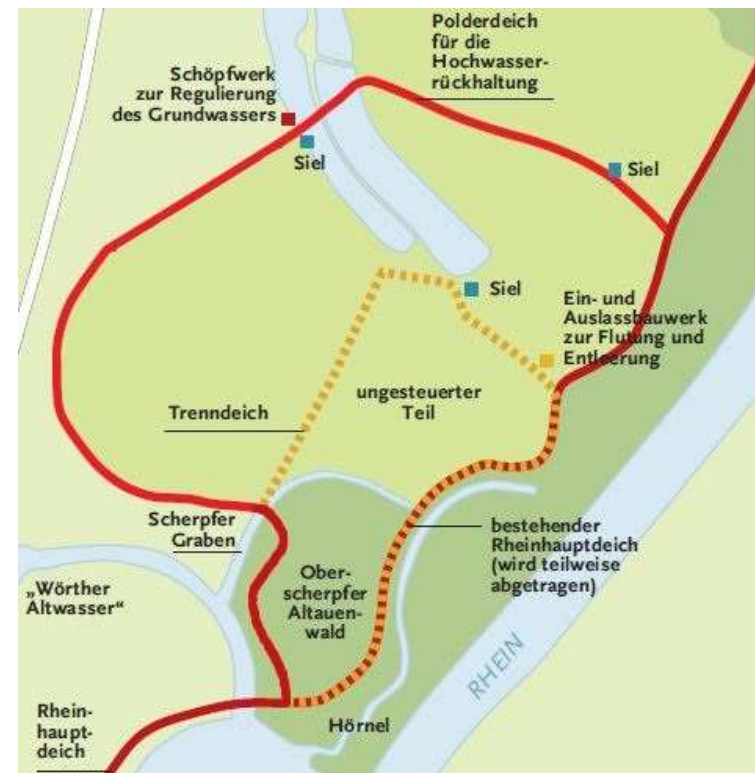 Polderdeich
für die
Hochwasser-
rückhaltung
Schöpfwerk
zur Regulierung
des Grundwassers
Siel
Siel
Siel
Ein- und
Auslassbauwerk
zur Flutung und
Entleerung
ungesteuerter
Teil
Trenndeich
Scherpfer
Graben
bestehender
Rheinhauptdeich
(wird teilweise
abgetragen)
Ober-
scherpfer
Altauen-
wald
„Wörther
Altwasser“
RHEIN
Hörnel
Rhein-
haupt-
deich